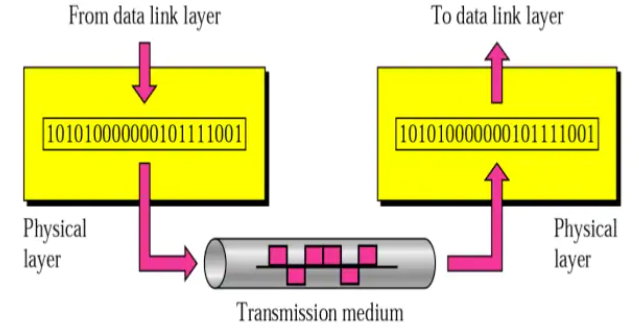 From data link layer
To data link layer
10101000000010111001
10101000000010111001
Physical
layer
Physical
layer
Transmission medium